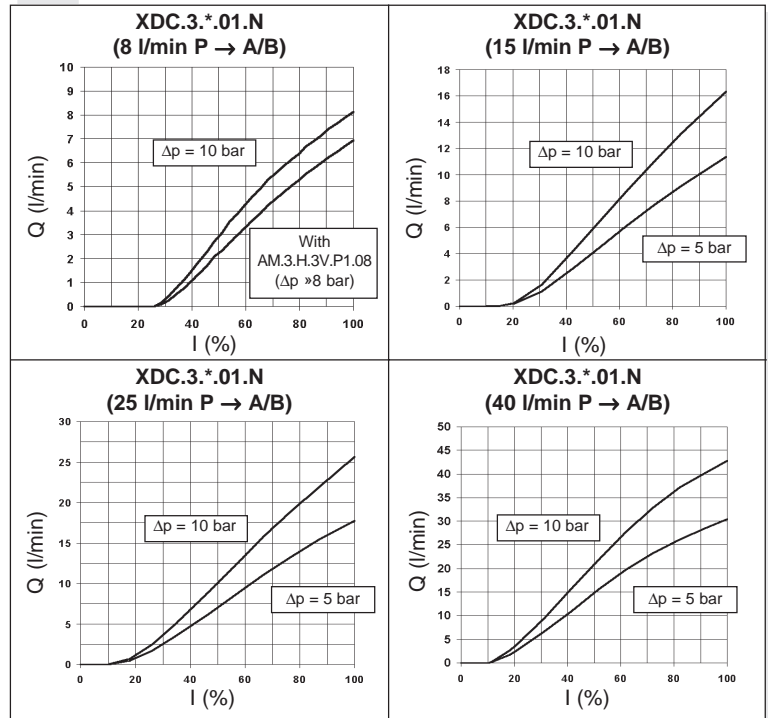 XDC.3.*.01.N
(8 l/min P → A/B)
10
9
8
7
6
5
4
3
2
1
0
Q (l/min)
Δp = 10 bar
With
AM.3.H.3V.P1.08
(Δp »8 bar)
0 20 40 60 80 100
I (%)
XDC.3.*.01.N
(15 l/min P → A/B)
18
16
14
12
10
8
6
4
2
0
Q (l/min)
Δp = 10 bar
Δp = 5 bar
0 20 40 60 80 100
I (%)
XDC.3.*.01.N
(25 l/min P → A/B)
30
25
20
15
10
5
0
Q (l/min)
Δp = 10 bar
Δp = 5 bar
0 20 40 60 80 100
I (%)
XDC.3.*.01.N
(40 l/min P → A/B)
50
45
40
35
30
25
20
15
10
5
0
Q (l/min)
Δp = 10 bar
Δp = 5 bar
0 20 40 60 80 100
I (%)